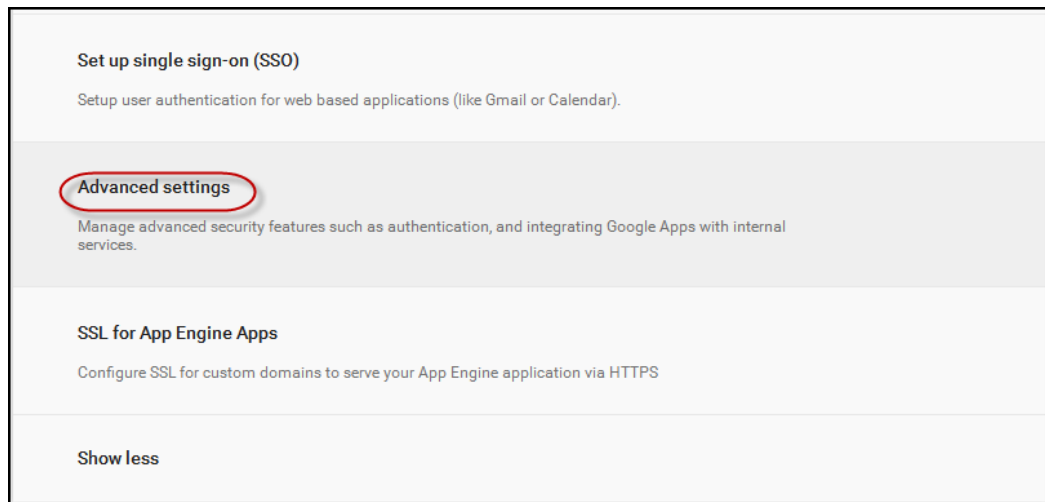 Set up single sign-on (SSO)
Setup user authentication for web based applications (like Gmail or Calendar).
Advanced settings
Manage advanced security features such as authentication, and integrating Google Apps with internal
services.
SSL for App Engine Apps
Configure SSL for custom domains to serve your App Engine application via HTTPS
Show less